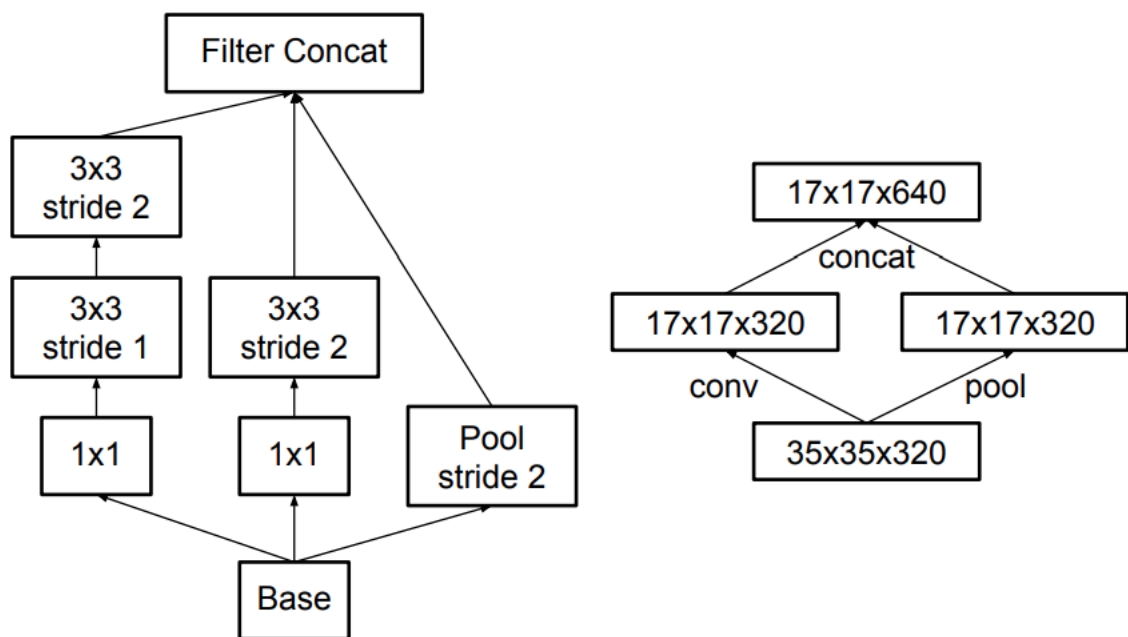 Filter Concat
3x3
stride 2
3x3
stride 1
3x3
stride 2
1x1
1x1
Pool
stride 2
Base
17x17x640
concat
17x17x320
17x17x320
conv
pool
35x35x320